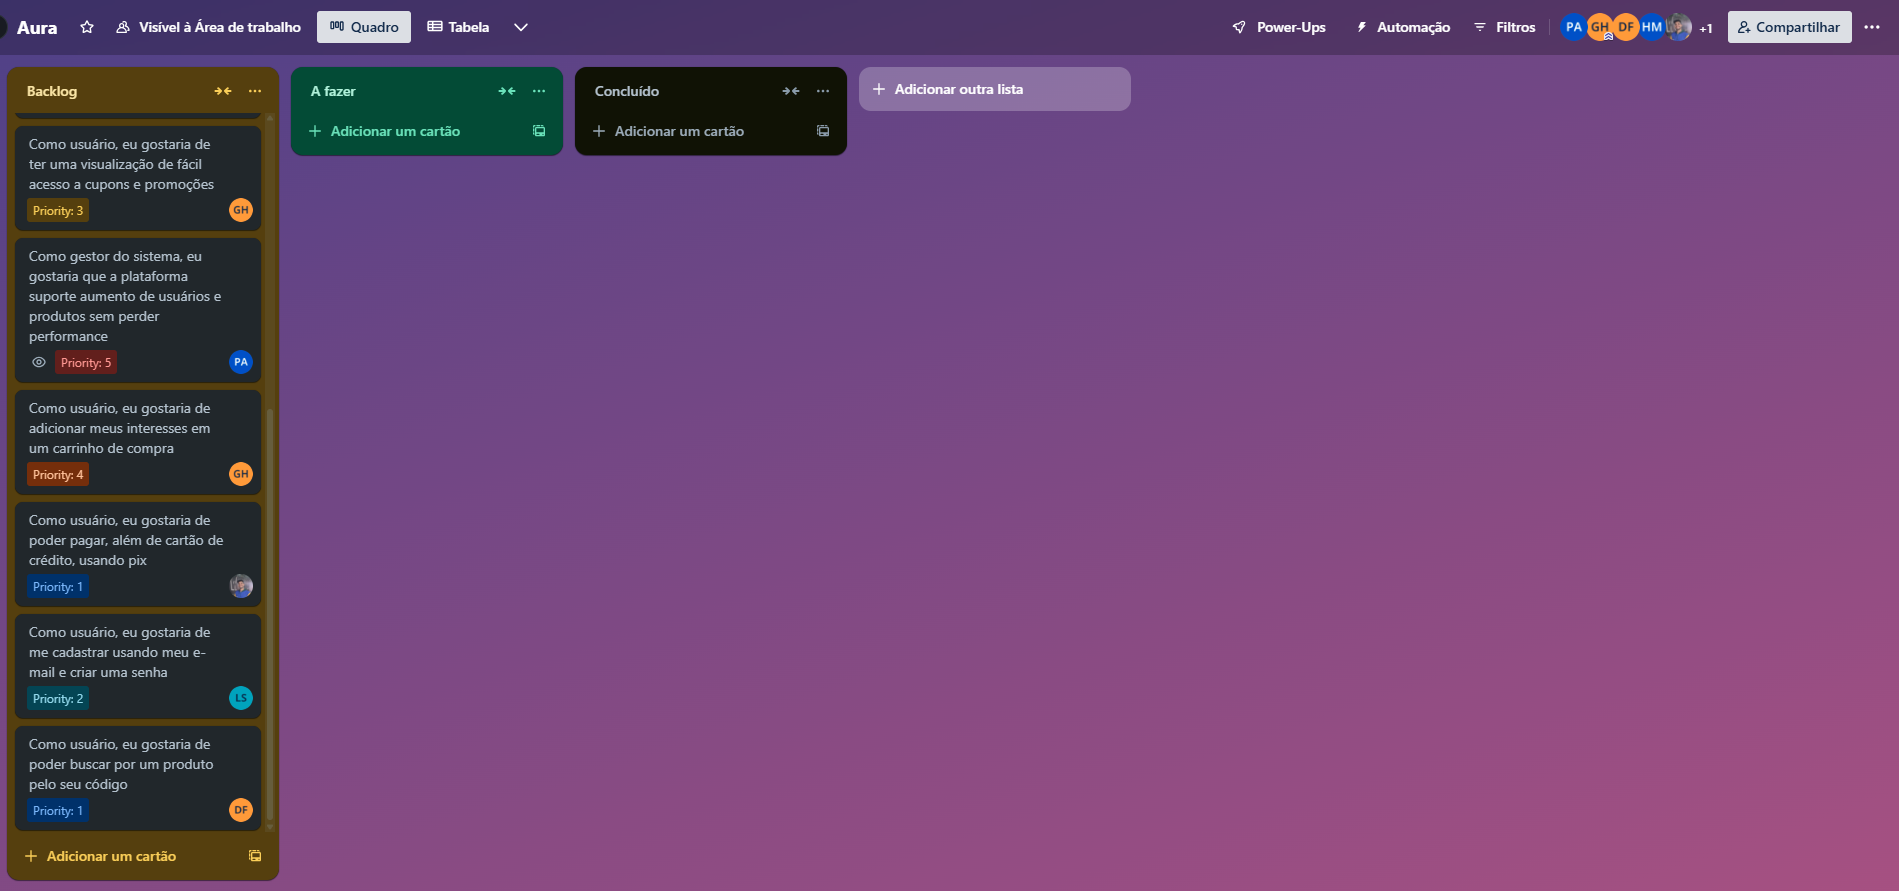 Aura
Visível à Área de trabalho
Quadro
Tabela
Power-Ups
Automação
Filtros
PA
GH
DF
HM
+1
Compartilhar
Backlog
Como usuário, eu gostaria de
ter uma visualização de fácil
acesso a cupons e promoções
Priority: 3
GH
Como gestor do sistema, eu
gostaria que a plataforma
suporte aumento de usuários e
produtos sem perder
performance
Priority: 5
PA
Como usuário, eu gostaria de
adicionar meus interesses em
um carrinho de compra
Priority: 4
GH
Como usuário, eu gostaria de
poder pagar, além de cartão de
crédito, usando pix
Priority: 1
Como usuário, eu gostaria de
me cadastrar usando meu e-
mail e criar uma senha
Priority: 2
LS
Como usuário, eu gostaria de
poder buscar por um produto
pelo seu código
Priority: 1
DF
Adicionar um cartão
A fazer
Adicionar um cartão
Concluído
Adicionar um cartão
Adicionar outra lista